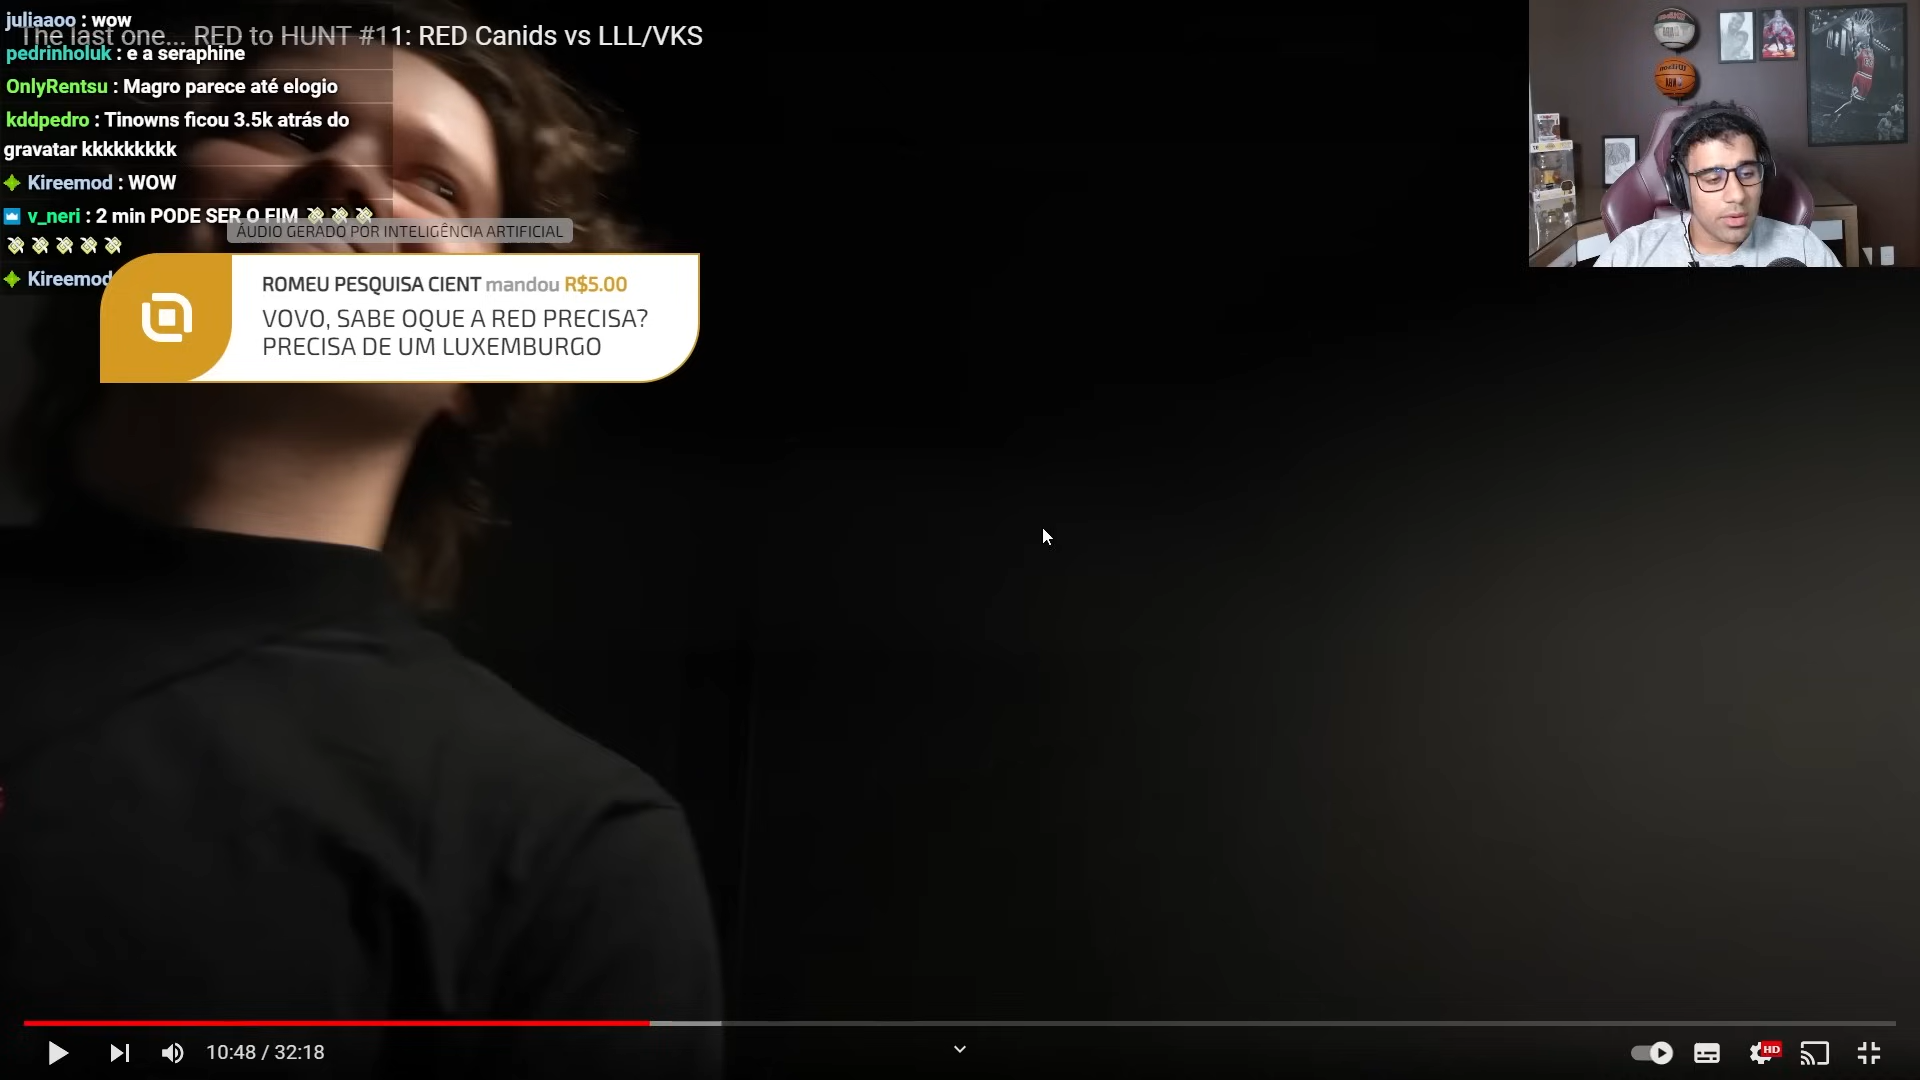 The last one... RED to HUNT #11: RED Canids vs LLL/VKS
juliaaoo : wow
pedrinholuk : e a seraphine
OnlyRentsu : Magro parece até elogio
kddpedro : Tinowns ficou 3.5k atrás do
gravatar kkkkkkkkk
Kireemod : WOW
v_neri : 2 min PODE SER O FIM 💸 💸 💸
💸 💸 💸 💸 💸
Kireemod
ÁUDIO GERADO POR INTELIGÊNCIA ARTIFICIAL
ROMEU PESQUISA CIENT mandou R$5.00
VOVO, SABE OQUE A RED PRECISA?
PRECISA DE UM LUXEMBURGO
10:48 / 32:18
HD